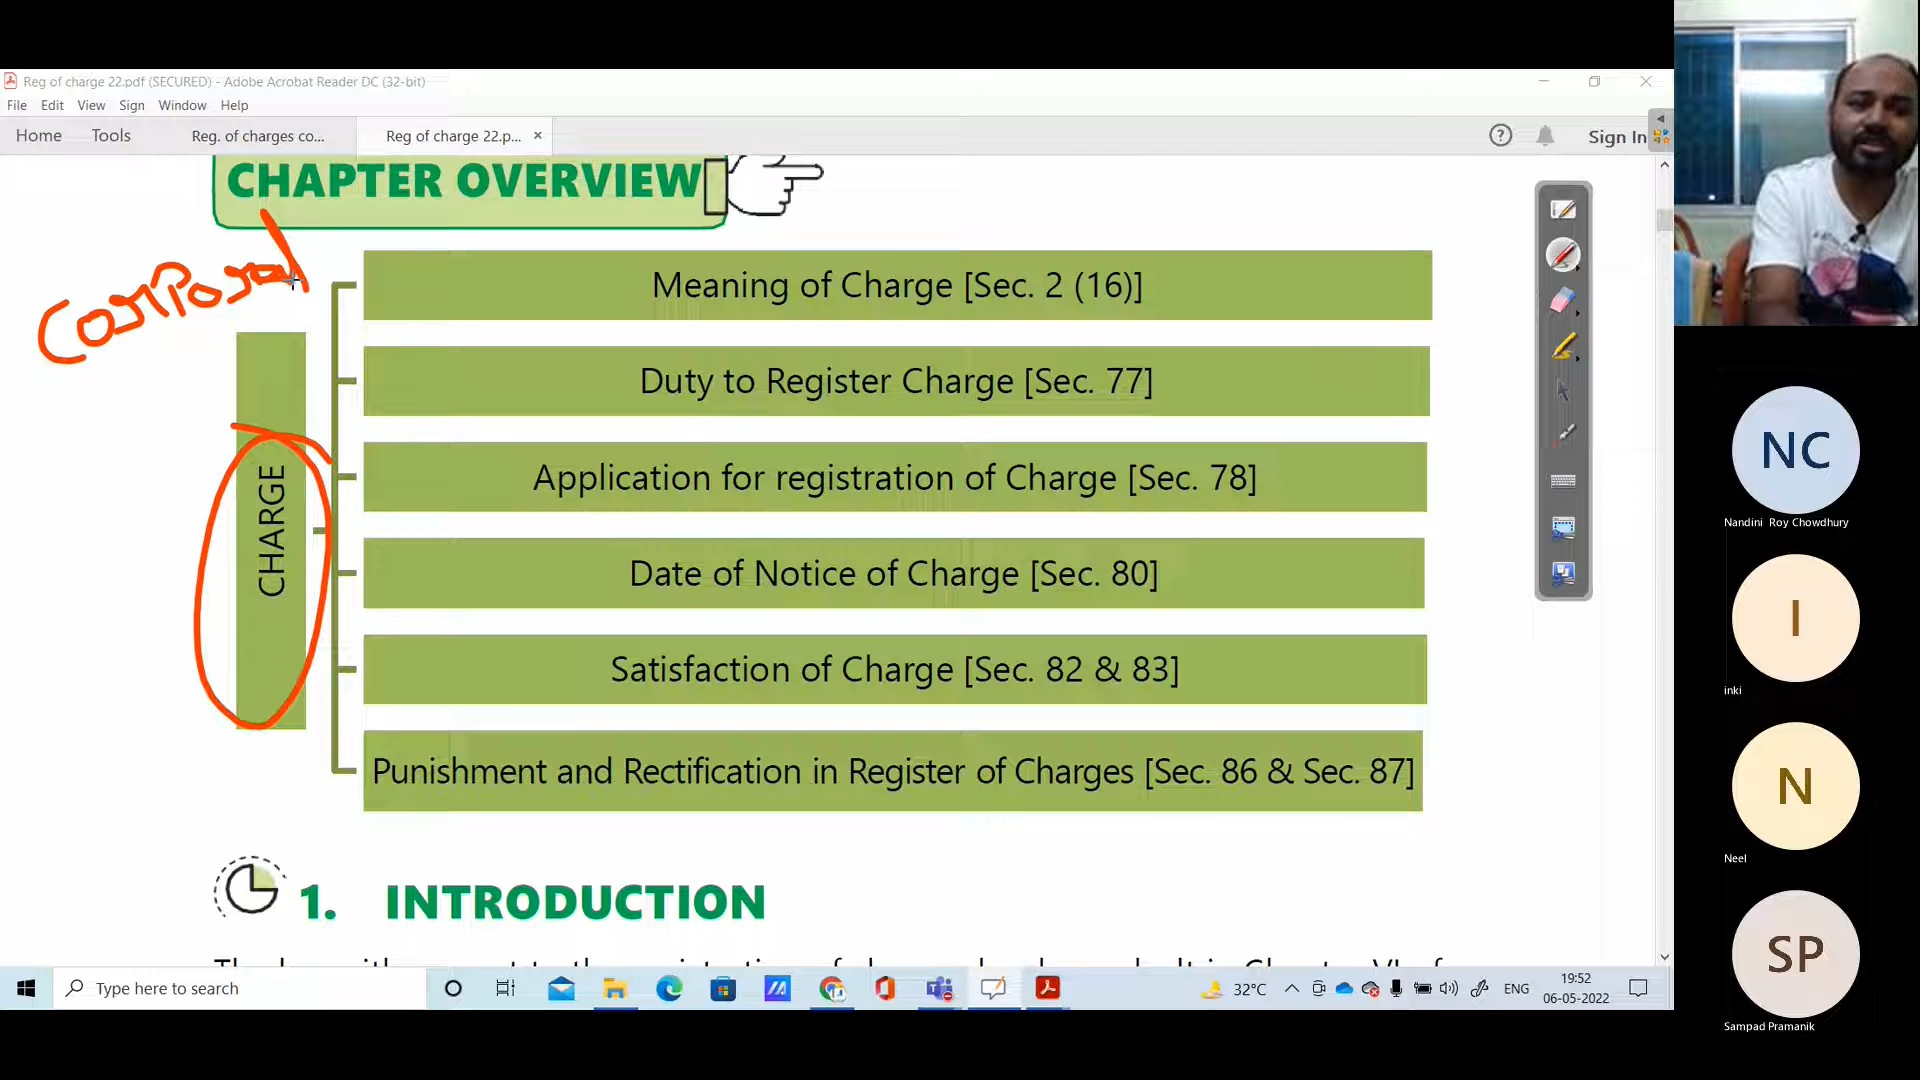 Reg of charge 22.pdf (SECURED) - Adobe Acrobat Reader DC (32-bit)
File Edit View Sign Window Help
Home Tools Reg. of charges co... Reg of charge 22.p... × Sign In
CHAPTER OVERVIEW
CHARGE
Meaning of Charge [Sec. 2 (16)]
Duty to Register Charge [Sec. 77]
Application for registration of Charge [Sec. 78]
Date of Notice of Charge [Sec. 80]
Satisfaction of Charge [Sec. 82 & 83]
Punishment and Rectification in Register of Charges [Sec. 86 & Sec. 87]
1. INTRODUCTION
Type here to search
32°C ENG
19:52
06-05-2022
NC
Nandini Roy Chowdhury
I
inki
N
Neel
SP
Sampad Pramanik